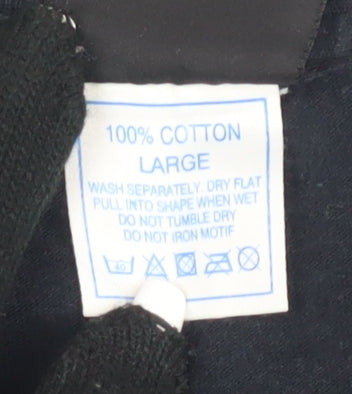 100% COTTON
LARGE
WASH SEPARATELY. DRY FLAT
PULL INTO SHAPE WHEN WET
DO NOT TUMBLE DRY
DO NOT IRON MOTIF
40